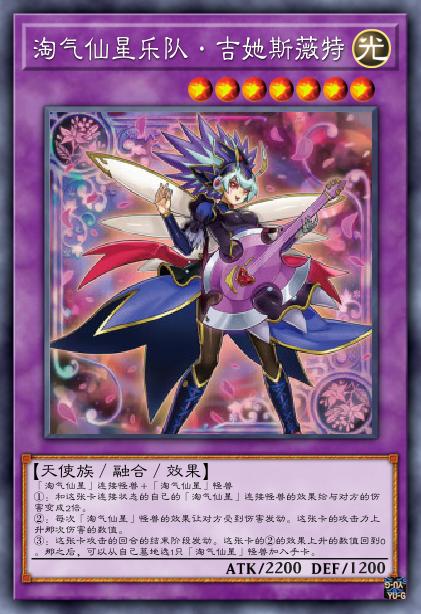 淘气仙星乐队·吉她斯薇特
光
【天使族／融合／效果】
「淘气仙星」连接怪兽＋「淘气仙星」怪兽
①：和这张卡连接状态的自己的「淘气仙星」连接怪兽的效果给与对方的伤
害变成2倍。
②：每次「淘气仙星」怪兽的效果让对方受到伤害发动。这张卡的攻击力上
升那次伤害的数值。
③：这张卡攻击的回合的结束阶段发动。这张卡的②的效果上升的数值回到0
。那之后，可以从自己墓地选1只「淘气仙星」怪兽加入手卡。
ATK/2200 DEF/1200